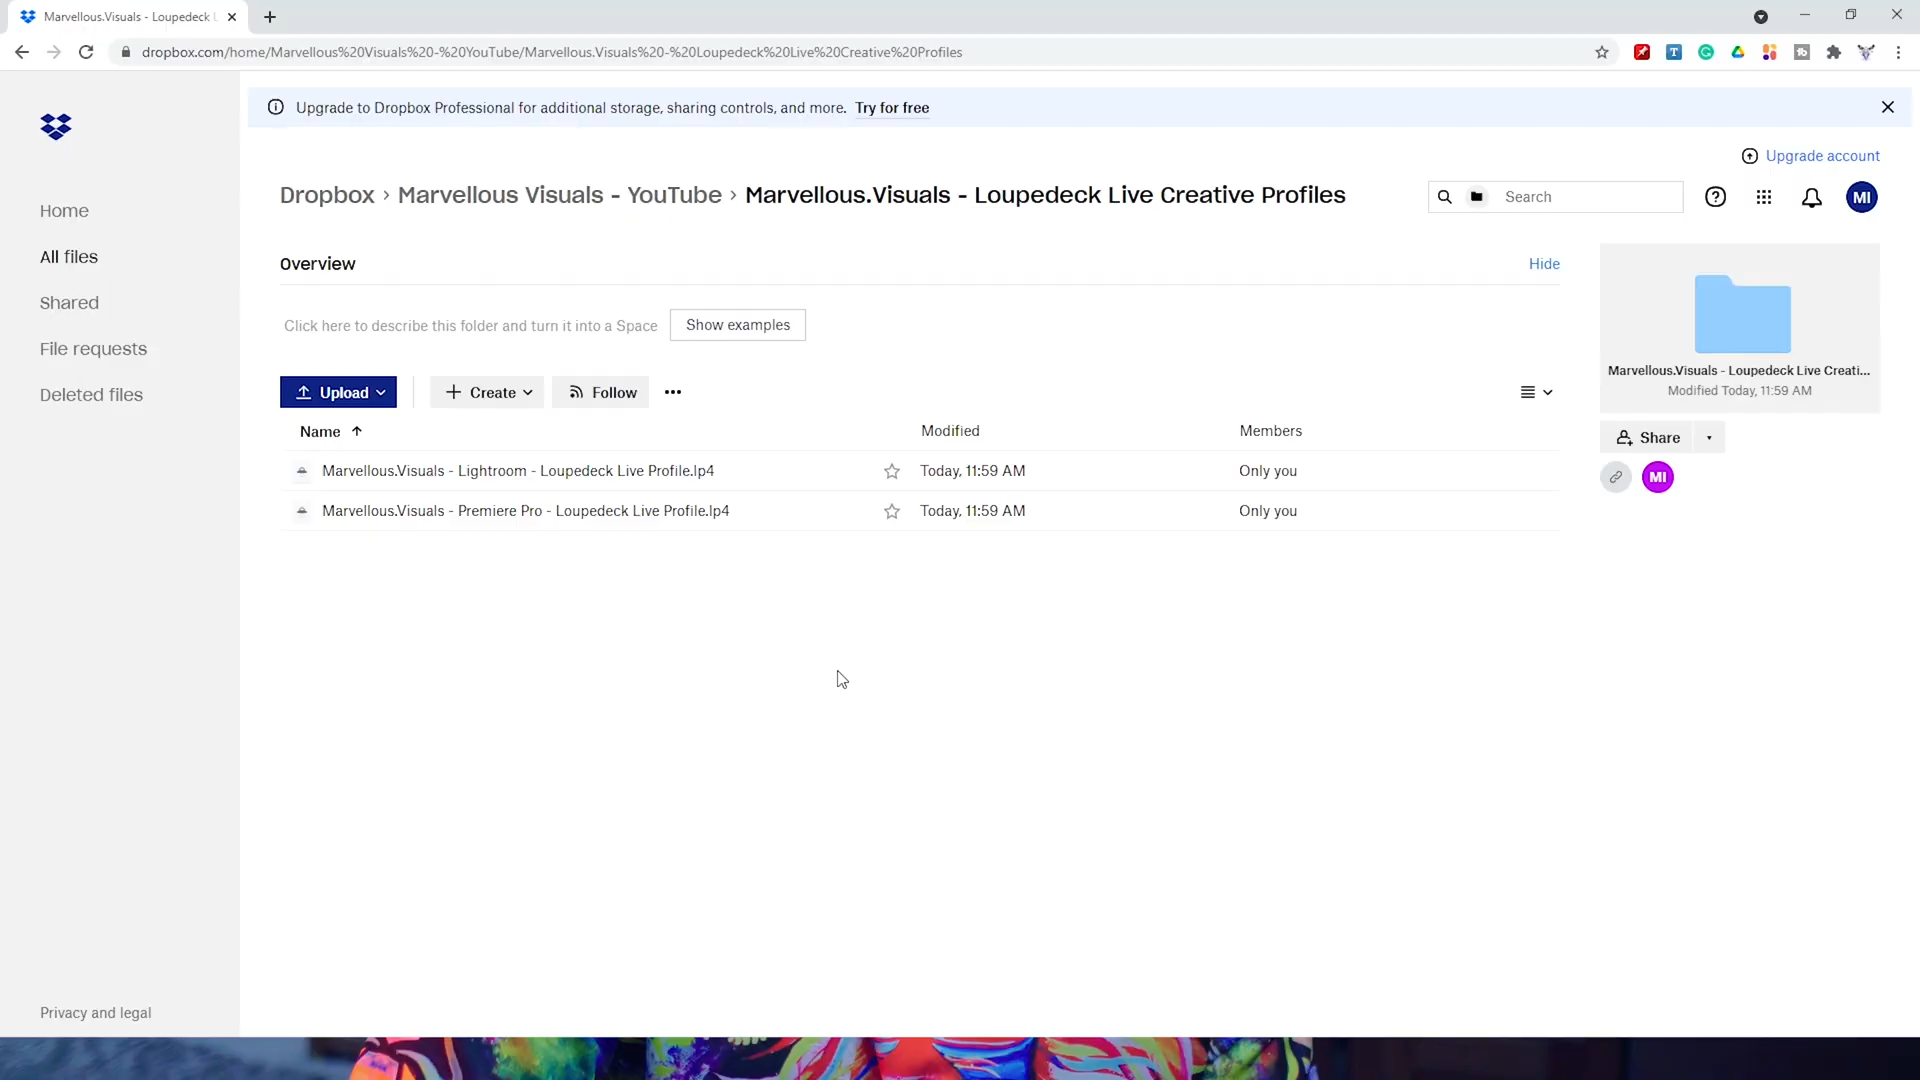 Marvellous.Visuals - Loupedeck L
dropbox.com/home/Marvellous%20Visuals%20-%20YouTube/Marvellous.Visuals%20-%20Loupedeck%20Live%20Creative%20Profiles
Upgrade to Dropbox Professional for additional storage, sharing controls, and more. Try for free
Upgrade account
Dropbox › Marvellous Visuals - YouTube › Marvellous.Visuals - Loupedeck Live Creative Profiles
Search
MI
Home
All files
Shared
File requests
Deleted files
Overview
Hide
Click here to describe this folder and turn it into a Space
Show examples
Marvellous.Visuals - Loupedeck Live Creati...
Modified Today, 11:59 AM
Upload
Create
Follow
Share
MI
Name Modified Members
Marvellous.Visuals - Lightroom - Loupedeck Live Profile.lp4 Today, 11:59 AM Only you
Marvellous.Visuals - Premiere Pro - Loupedeck Live Profile.lp4 Today, 11:59 AM Only you
Privacy and legal